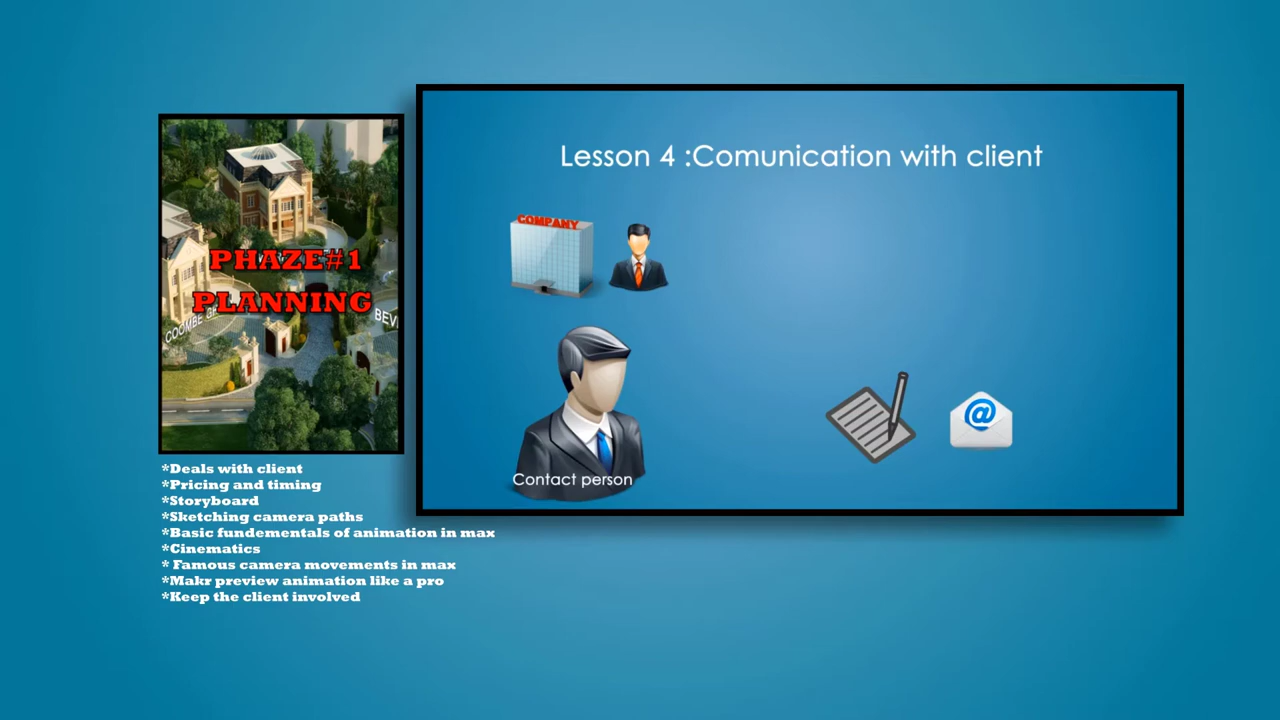 Lesson 4 :Comunication with client
COMPANY
Contact person
PHAZE#1
PLANNING
COOMBE
BEV
*Deals with client
*Pricing and timing
*Storyboard
*Sketching camera paths
*Basic fundementals of animation in max
*Cinematics
* Famous camera movements in max
*Makr preview animation like a pro
*Keep the client involved